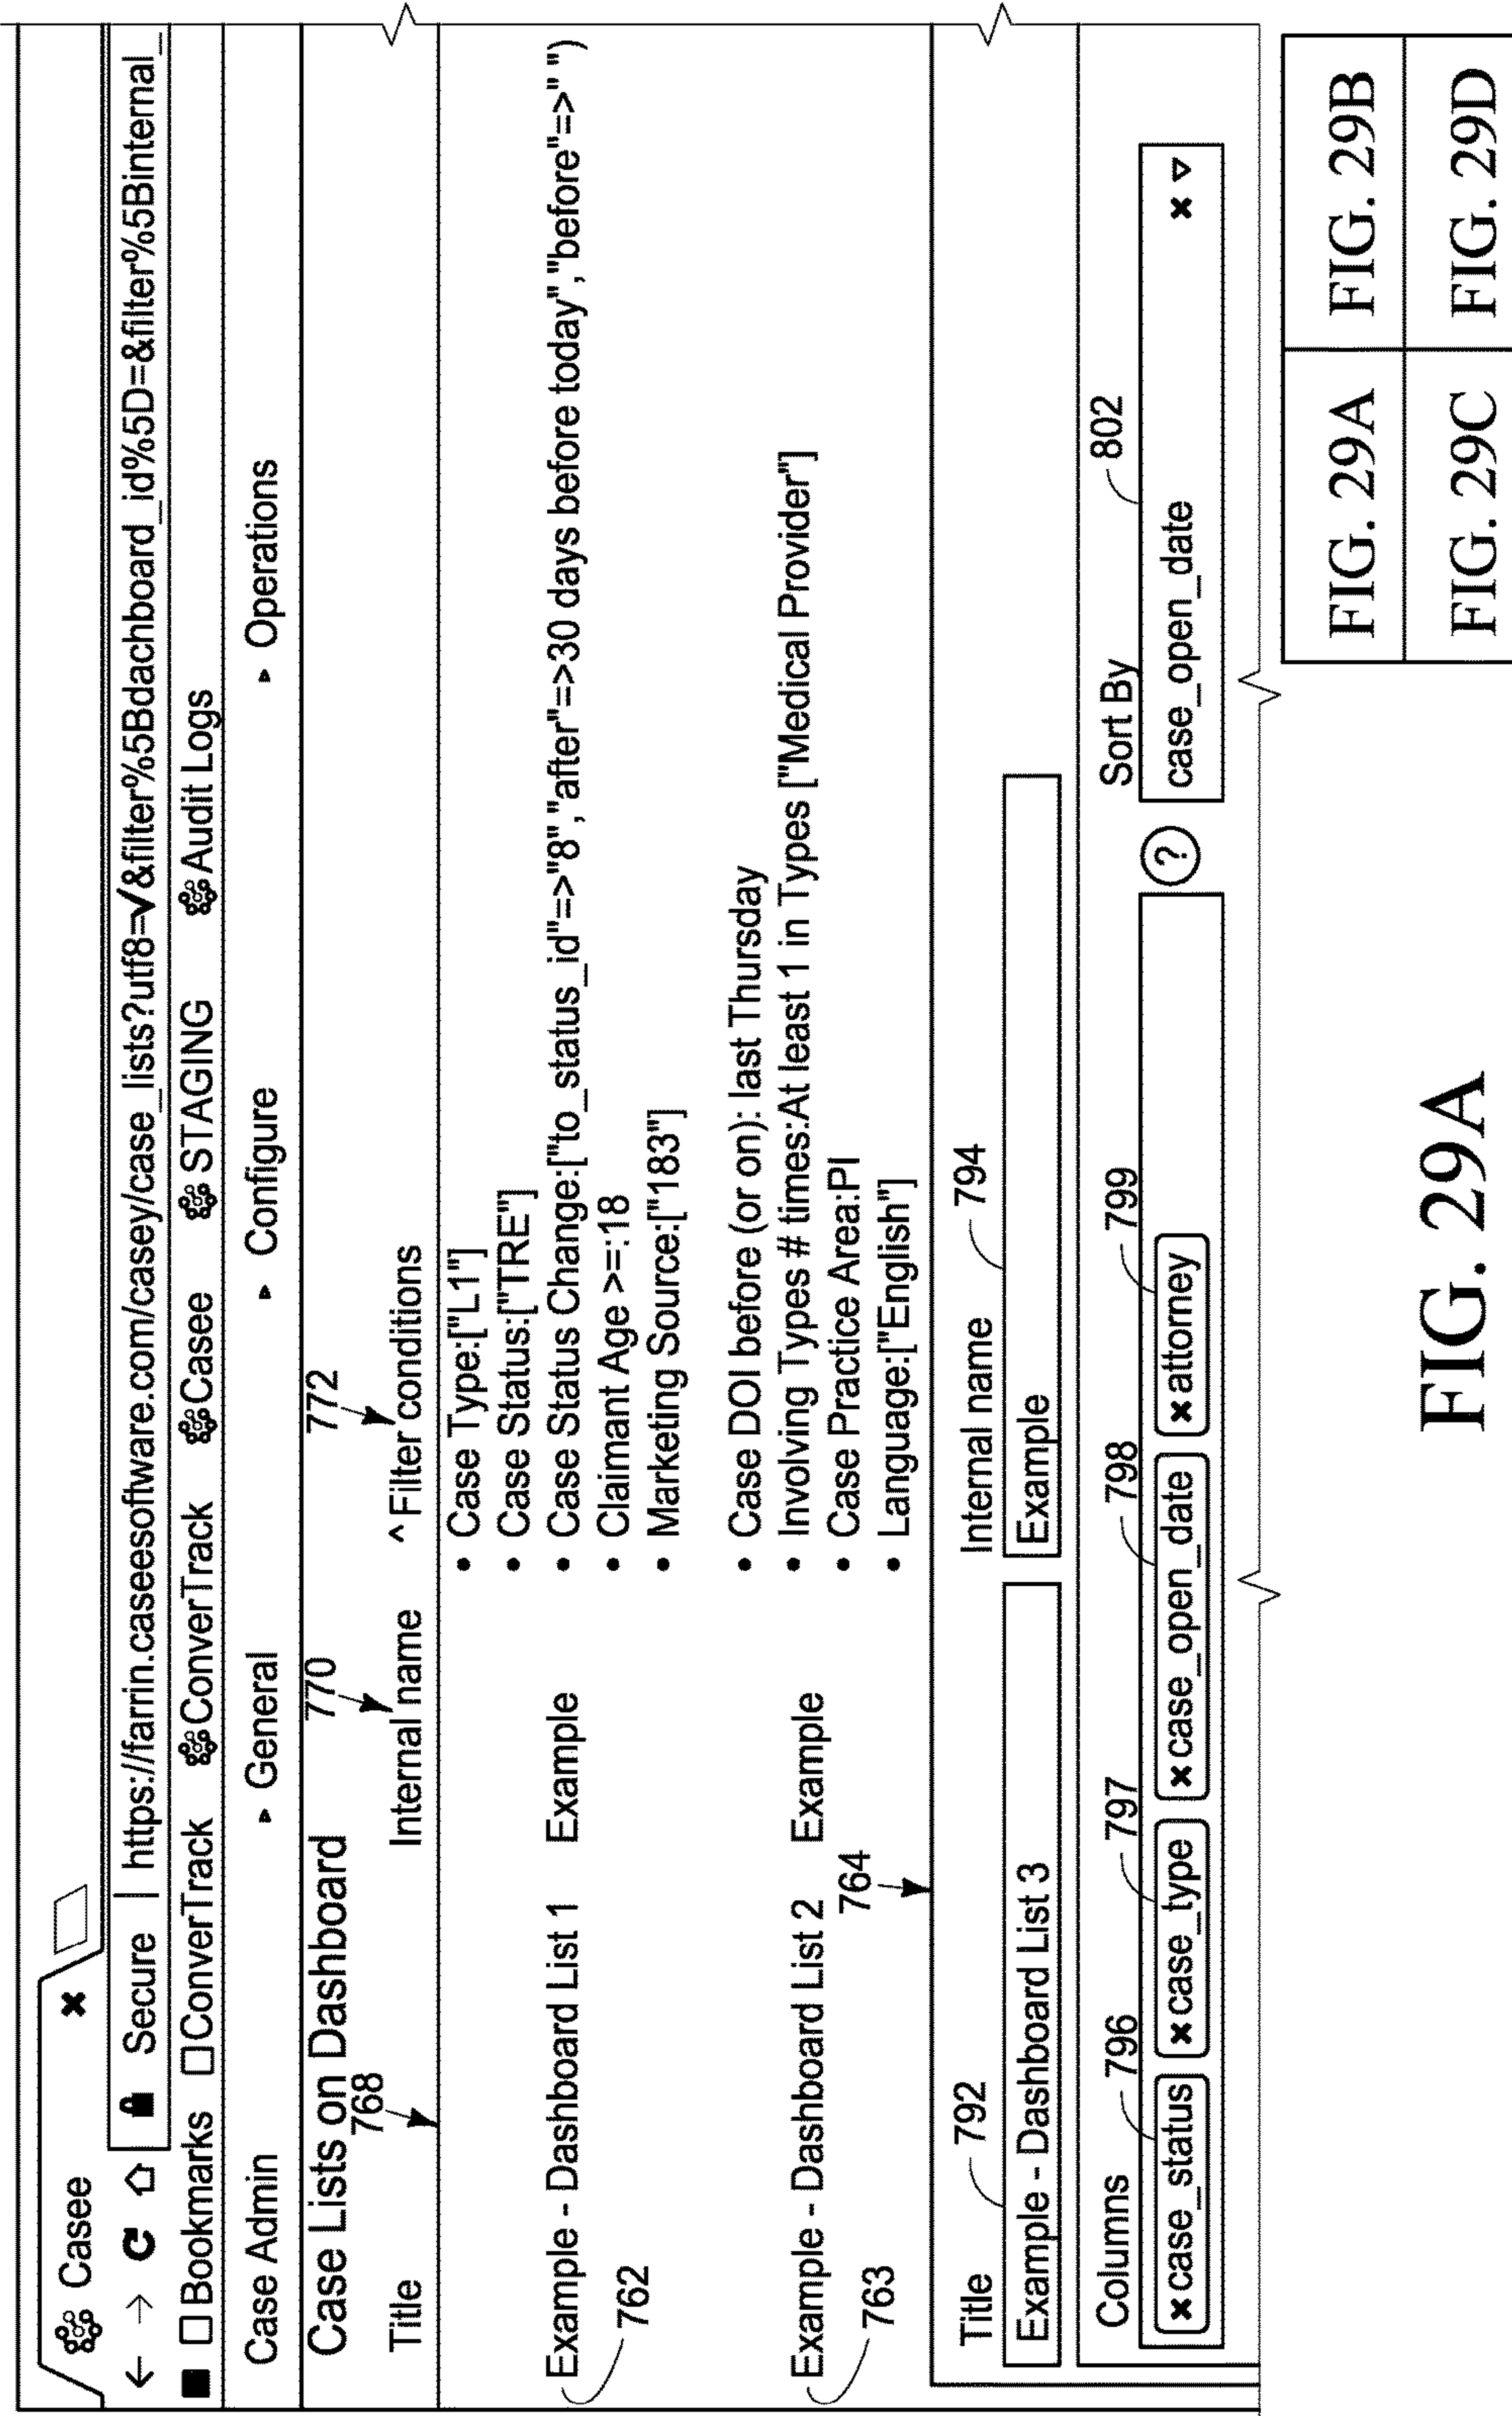 Casee ×
Secure | https://farrin.caseesoftware.com/casey/case_lists?utf8=√&filter%5Bdachboard_id%5D=&filter%5Binternal_
Bookmarks ConverTrack ConverTrack Casee STAGING Audit Logs
Case Admin General Configure Operations
Case Lists on Dashboard
768 770 772
Title Internal name ^ Filter conditions
• Case Type:["L1"]
• Case Status:["TRE"]
Example - Dashboard List 1 Example • Case Status Change:["to_status_id"=>"8","after"=>30 days before today","before"=>" ")
• Claimant Age >=:18
762
• Marketing Source:["183"]
• Case DOI before (or on): last Thursday
Example - Dashboard List 2 Example • Involving Types # times:At least 1 in Types ["Medical Provider"]
• Case Practice Area:PI
763 764
• Language:["English"]
Title 792 Internal name 794
Example - Dashboard List 3 Example
Columns 796 797 798 799 Sort By 802
×case_status ×case_type ×case_open_date ×attorney ? case_open_date × ▿
FIG. 29A FIG. 29B
FIG. 29C FIG. 29D
FIG. 29A